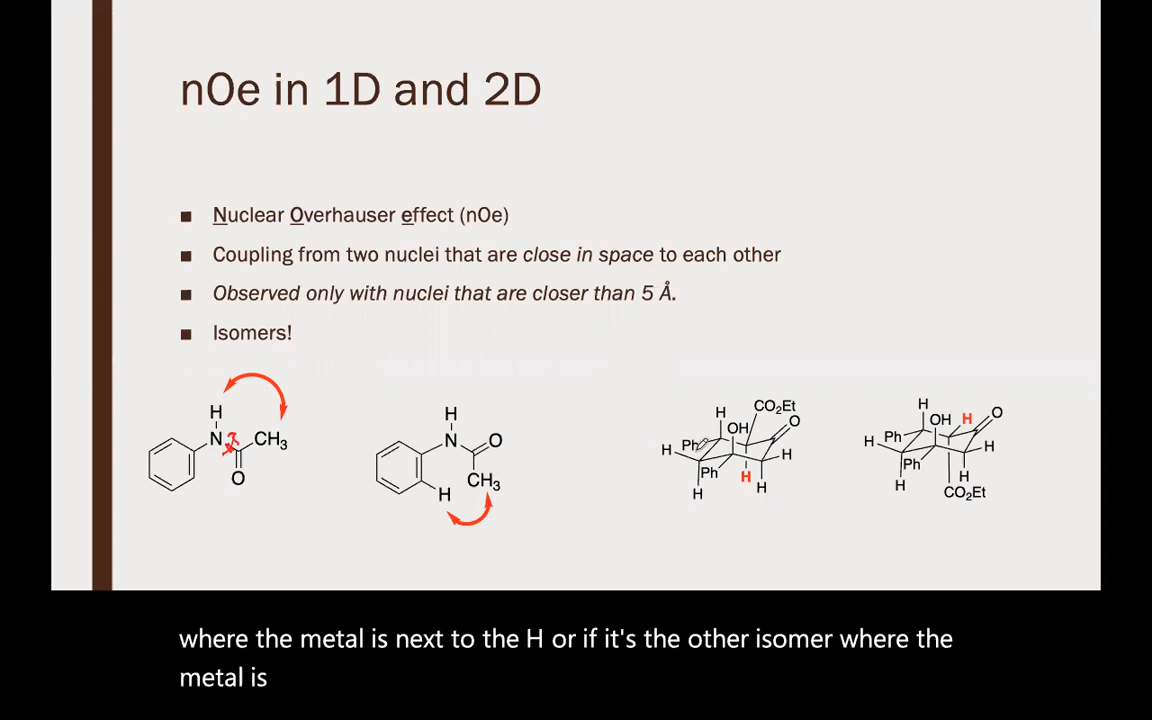 nOe in 1D and 2D
■ Nuclear Overhauser effect (nOe)
■ Coupling from two nuclei that are close in space to each other
■ Observed only with nuclei that are closer than 5 Å.
■ Isomers!
H
N
CH3
O
H
N
O
CH3
H
H
CO2Et
OH
O
Ph
H
H
Ph
H
H
H
H
OH
H
O
Ph
H
H
Ph
H
H
CO2Et
where the metal is next to the H or if it's the other isomer where the
metal is